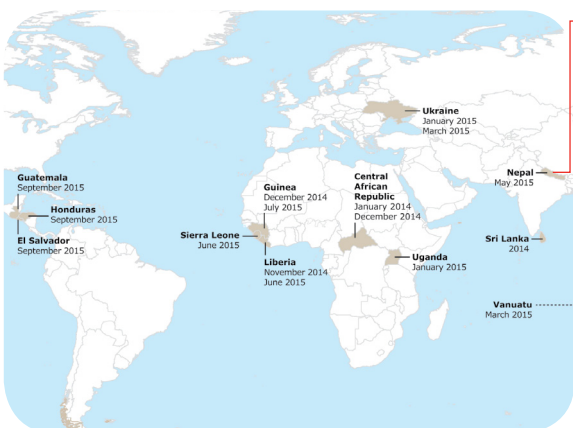 Ukraine
January 2015
March 2015
Nepal
May 2015
Guatemala
September 2015
Honduras
September 2015
El Salvador
September 2015
Guinea
December 2014
July 2015
Central
African
Republic
January 2014
December 2014
Sierra Leone
June 2015
Liberia
November 2014
June 2015
Uganda
January 2015
Sri Lanka
2014
Vanuatu
March 2015